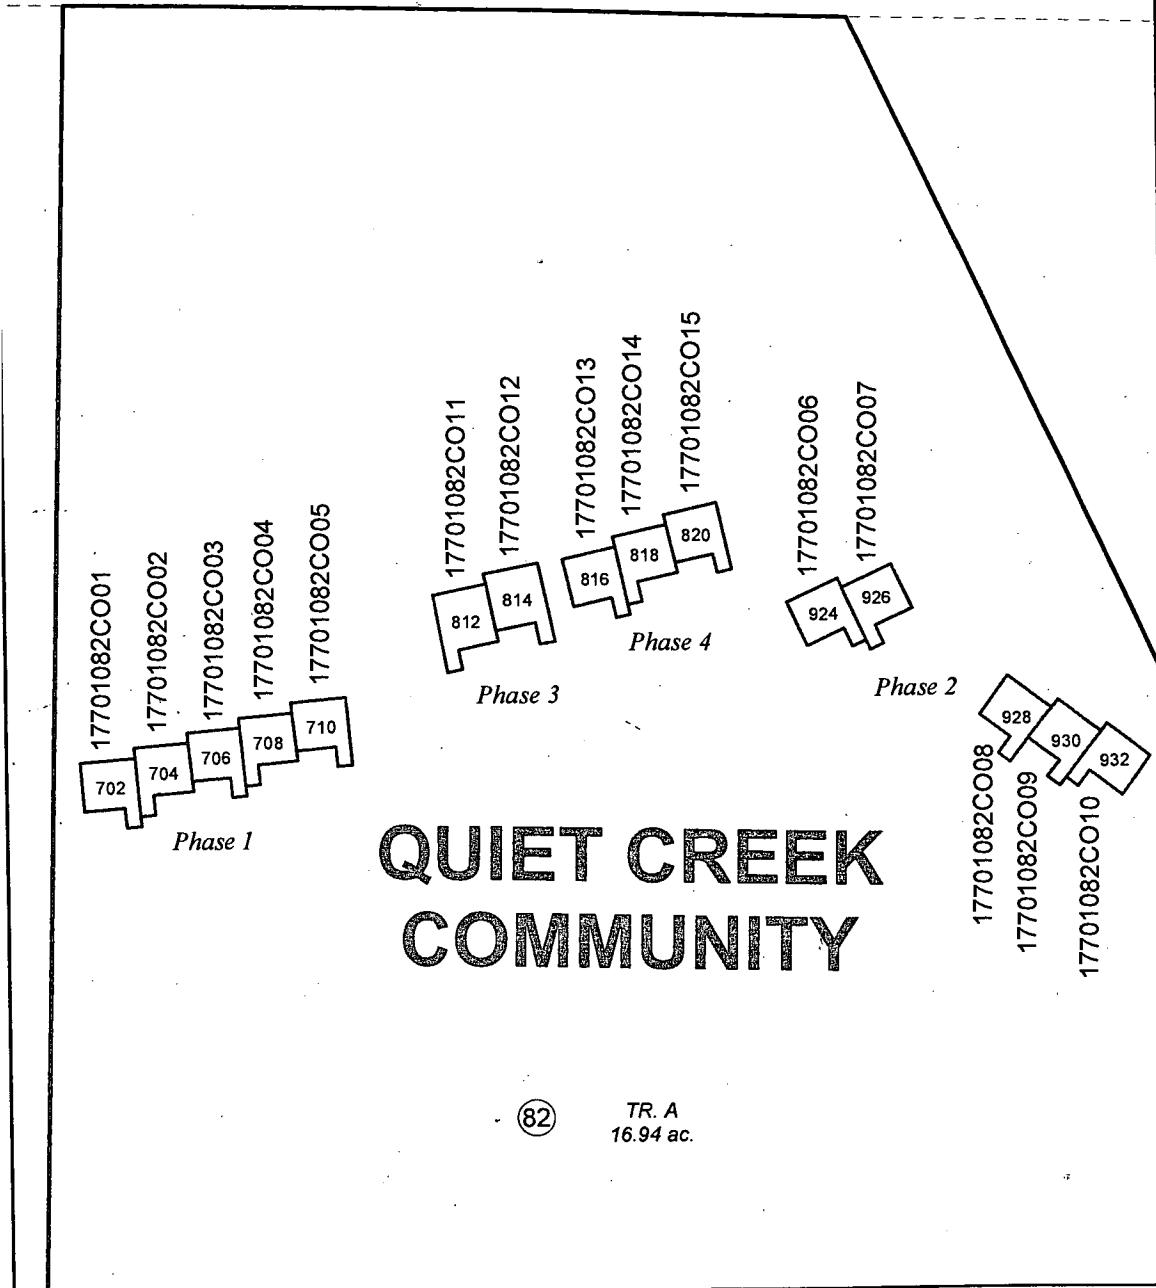 17701082CO01
17701082CO02
17701082CO03
17701082CO04
17701082CO05
702
704
706
708
710
Phase 1
17701082CO11
17701082CO12
812
814
Phase 3
17701082CO13
17701082CO14
17701082CO15
816
818
820
Phase 4
17701082CO06
17701082CO07
924
926
Phase 2
928
930
932
17701082CO08
17701082CO09
17701082CO10
QUIET CREEK
COMMUNITY
82
TR. A
16.94 ac.